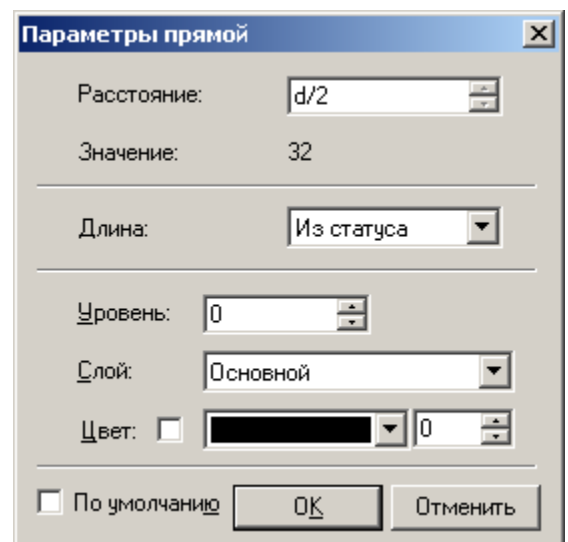 Параметры прямой
Расстояние: d/2
Значение: 32
Длина: Из статуса
Уровень: 0
Слой: Основной
Цвет: 0
По умолчанию OK Отменить